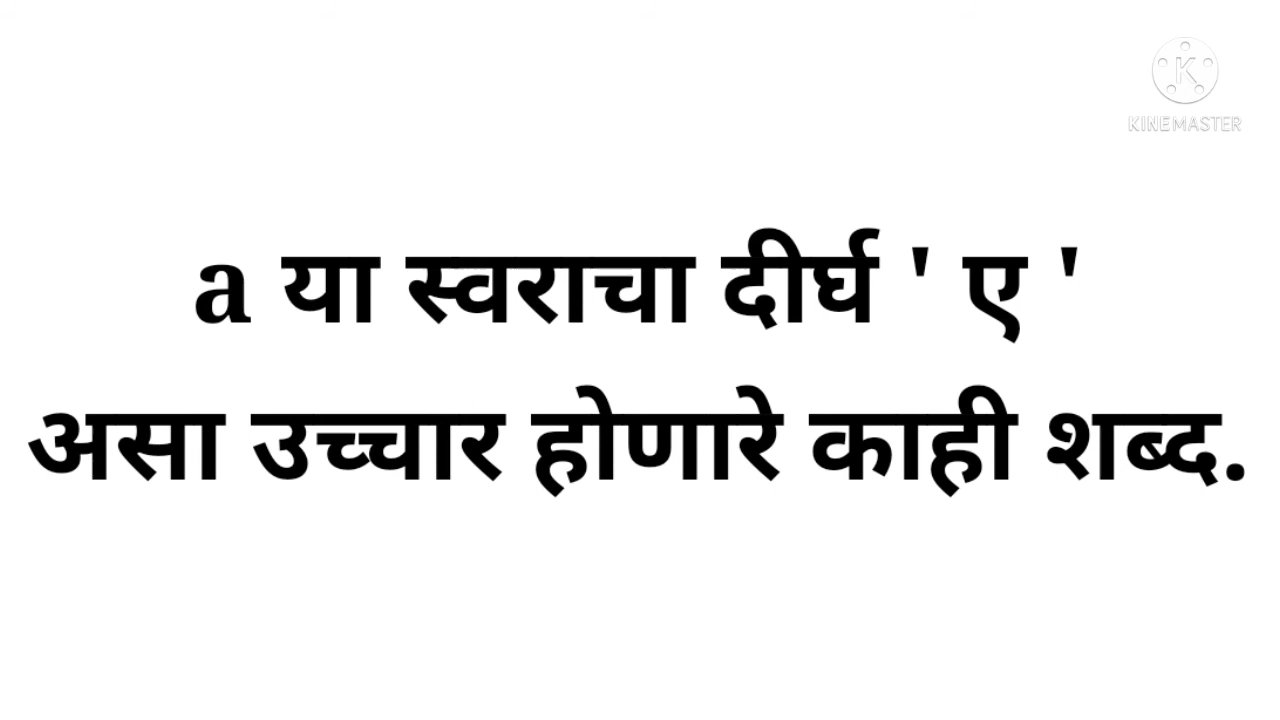 KINEMASTER
a या स्वराचा दीर्घ ' ए '
असा उच्चार होणारे काही शब्द.